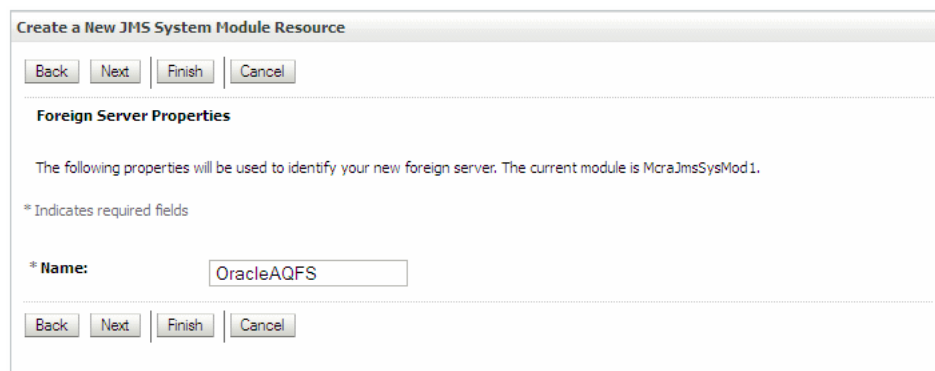 Create a New JMS System Module Resource
Back Next Finish Cancel
Foreign Server Properties
The following properties will be used to identify your new foreign server. The current module is McraJmsSysMod1.
* Indicates required fields
* Name: OracleAQFS
Back Next Finish Cancel